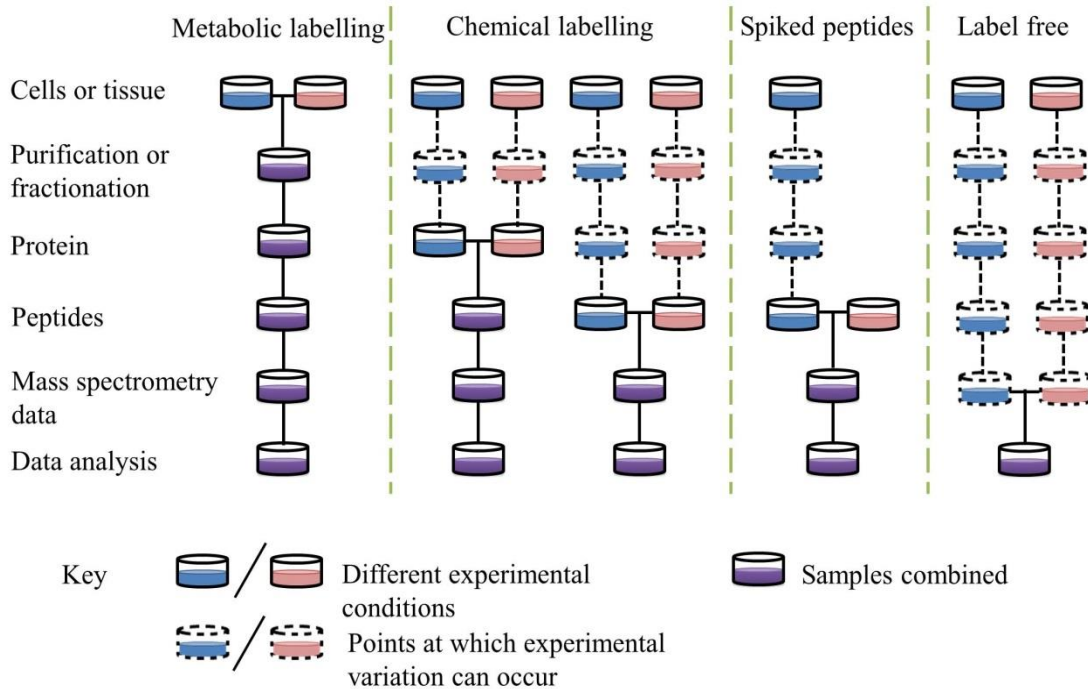 Metabolic labelling
Chemical labelling
Spiked peptides
Label free
Cells or tissue
Purification or
fractionation
Protein
Peptides
Mass spectrometry
data
Data analysis
Key
Different experimental
conditions
Samples combined
Points at which experimental
variation can occur